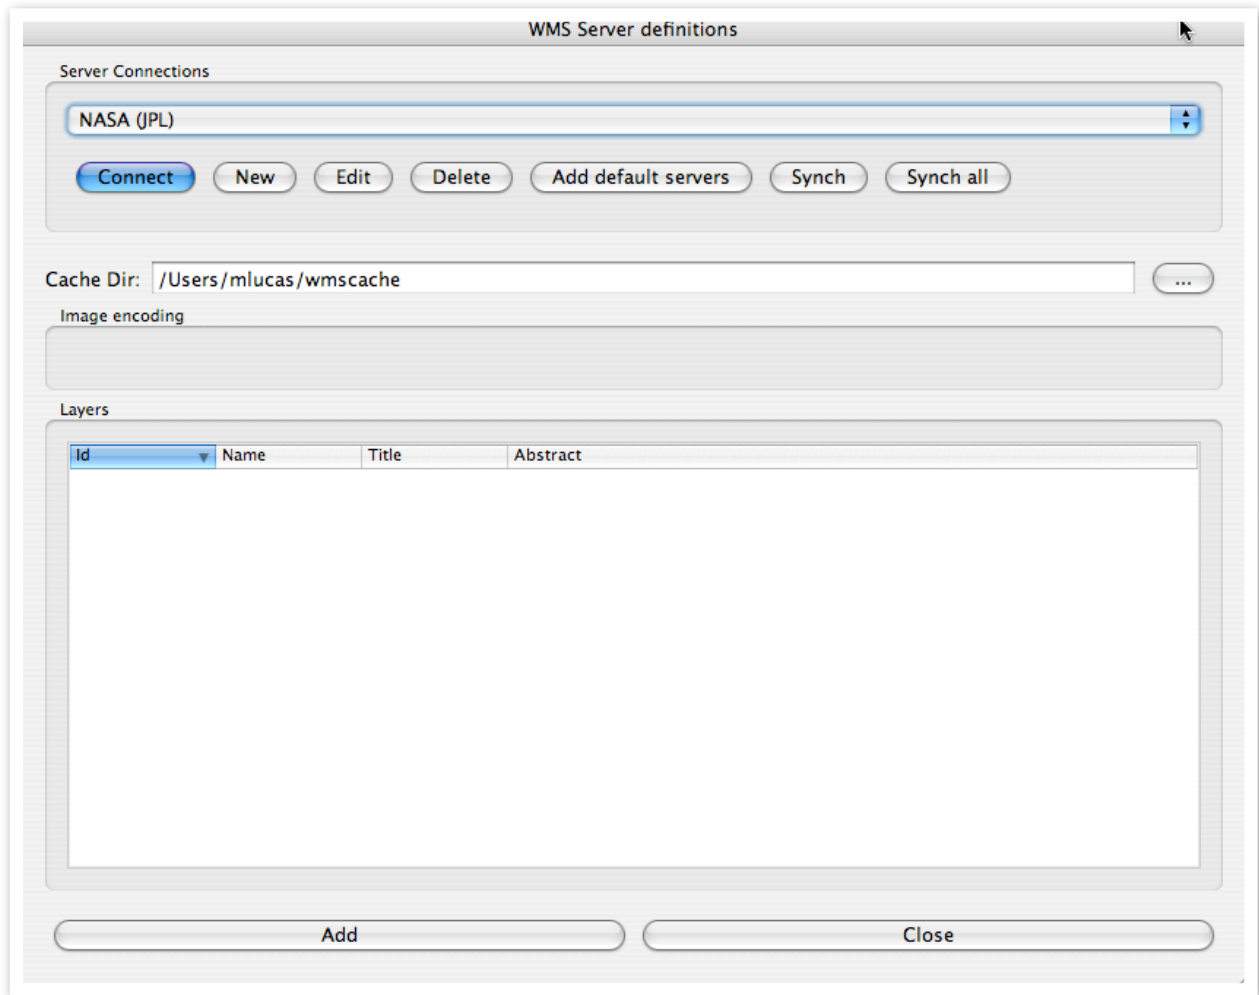 WMS Server definitions
Server Connections
NASA (JPL)
Connect New Edit Delete Add default servers Synch Synch all
Cache Dir: /Users/mlucas/wmscache ...
Image encoding
Layers
Id Name Title Abstract
Add Close